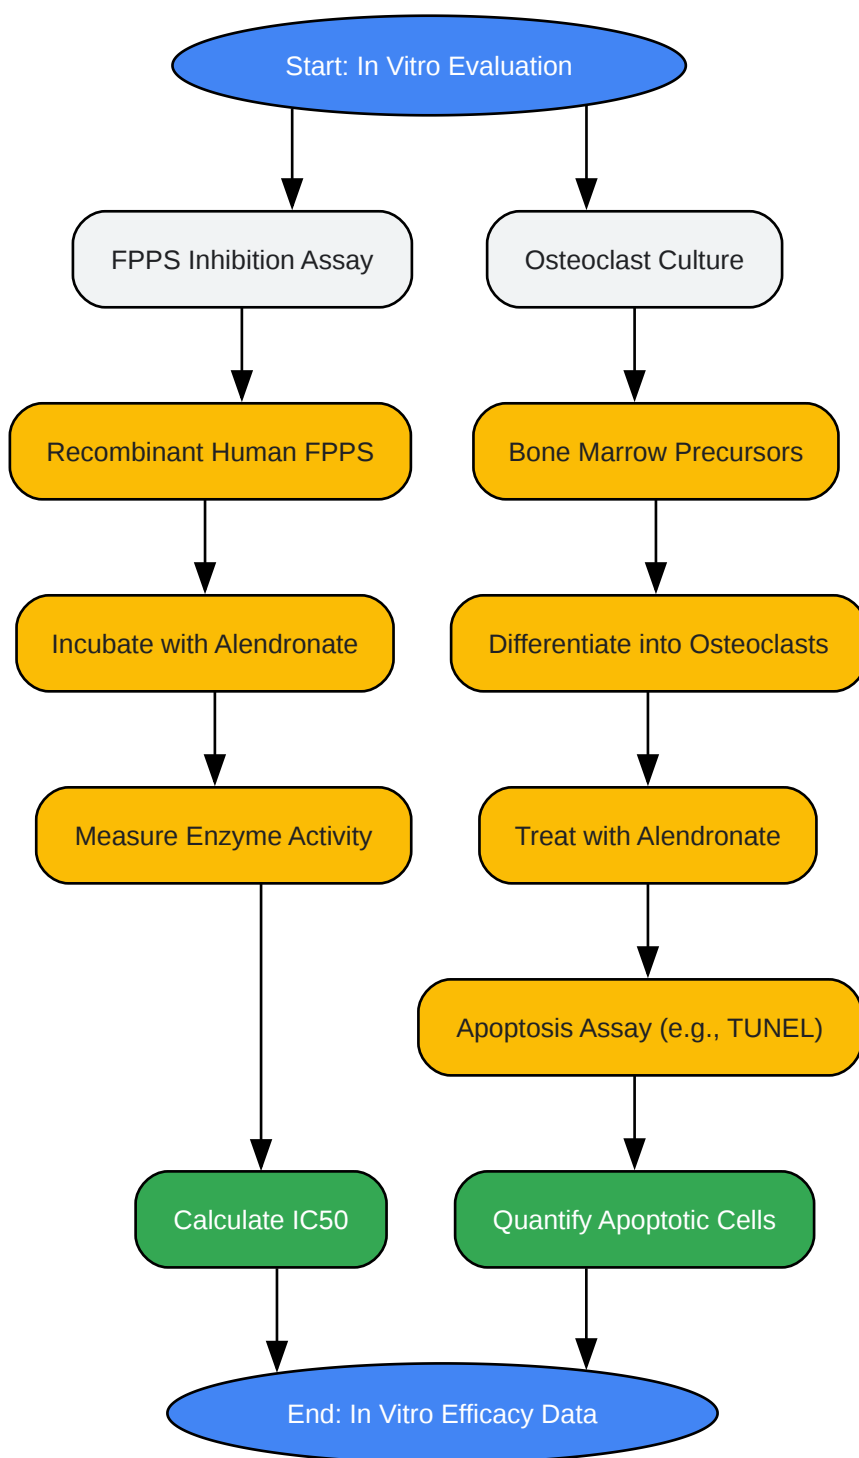 Start: In Vitro Evaluation
FPPS Inhibition Assay
Osteoclast Culture
Recombinant Human FPPS
Bone Marrow Precursors
Incubate with Alendronate
Differentiate into Osteoclasts
Measure Enzyme Activity
Treat with Alendronate
Apoptosis Assay (e.g., TUNEL)
Calculate IC50
Quantify Apoptotic Cells
End: In Vitro Efficacy Data